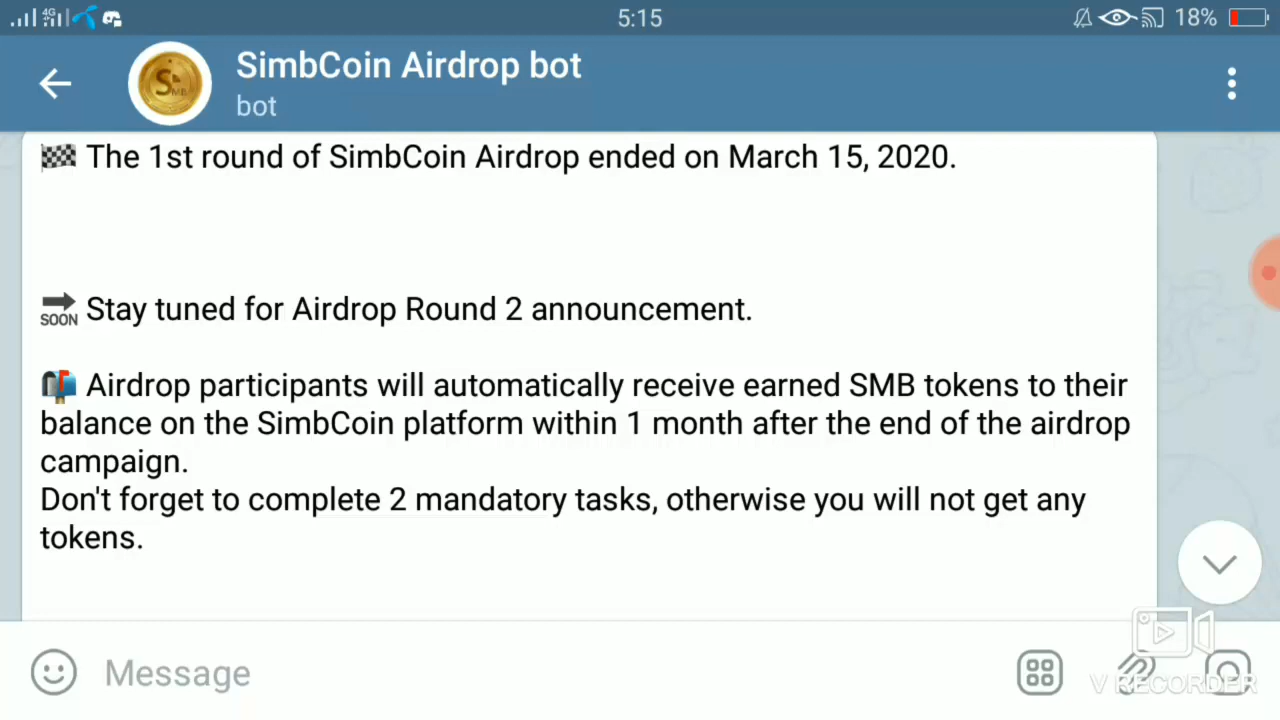 4G 5:15 18%
SimbCoin Airdrop bot
bot
The 1st round of SimbCoin Airdrop ended on March 15, 2020.
SOON Stay tuned for Airdrop Round 2 announcement.
Airdrop participants will automatically receive earned SMB tokens to their
balance on the SimbCoin platform within 1 month after the end of the airdrop
campaign.
Don't forget to complete 2 mandatory tasks, otherwise you will not get any
tokens.
Message
V RECORDER